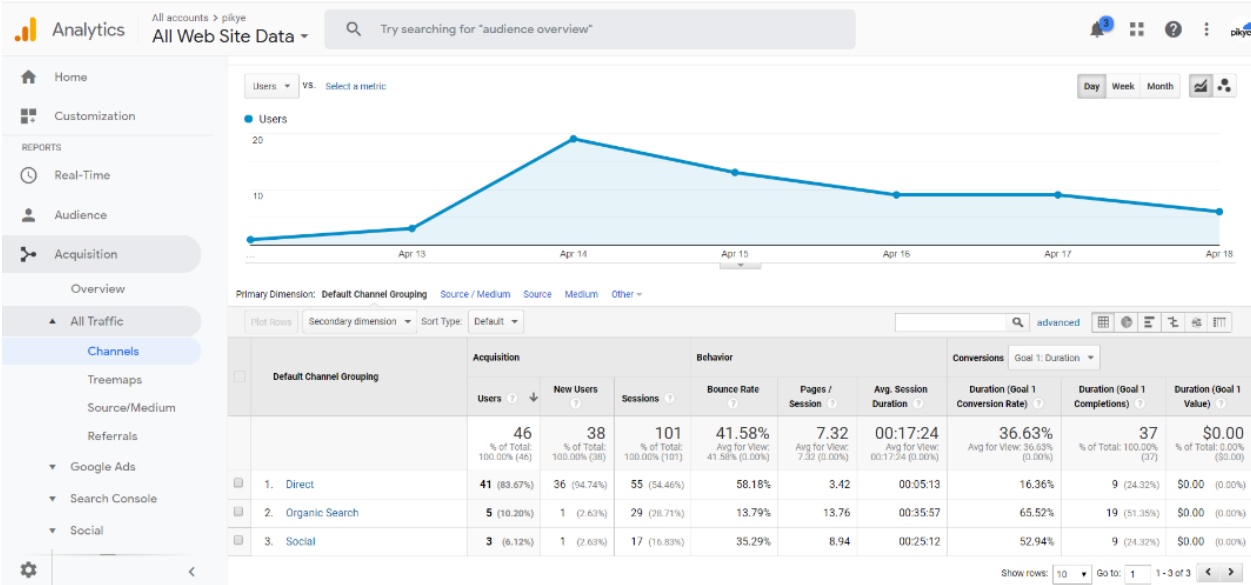 All accounts > pikye
Analytics
All Web Site Data
Try searching for "audience overview"
3
Home
Customization
REPORTS
Real-Time
Audience
Acquisition
Overview
All Traffic
Channels
Treemaps
Source/Medium
Referrals
Google Ads
Search Console
Social
Users VS. Select a metric
Day Week Month
Users
20
10
... Apr 13 Apr 14 Apr 15 Apr 16 Apr 17 Apr 18
Primary Dimension: Default Channel Grouping Source / Medium Source Medium Other
Plot Rows Secondary dimension Sort Type: Default advanced
Default Channel Grouping
Acquisition Behavior Conversions Goal 1: Duration
Users ? New Users ? Sessions ? Bounce Rate ? Pages / Session ? Avg. Session Duration ? Duration (Goal 1 Conversion Rate) ? Duration (Goal 1 Completions) ? Duration (Goal 1 Value) ?
46 38 101 41.58% 7.32 00:17:24 36.63% 37 $0.00
% of Total: 100.00% (46) % of Total: 100.00% (38) % of Total: 100.00% (101) Avg for View: 41.58% (0.00%) Avg for View: 7.32 (0.00%) Avg for View: 00:17:24 (0.00%) Avg for View: 36.63% (0.00%) % of Total: 100.00% (37) % of Total: 0.00% ($0.00)
1. Direct 41 (83.67%) 36 (94.74%) 55 (54.46%) 58.18% 3.42 00:05:13 16.36% 9 (24.32%) $0.00 (0.00%)
2. Organic Search 5 (10.20%) 1 (2.63%) 29 (28.71%) 13.79% 13.76 00:35:57 65.52% 19 (51.35%) $0.00 (0.00%)
3. Social 3 (6.12%) 1 (2.63%) 17 (16.83%) 35.29% 8.94 00:25:12 52.94% 9 (24.32%) $0.00 (0.00%)
Show rows: 10 Go to: 1 1 - 3 of 3